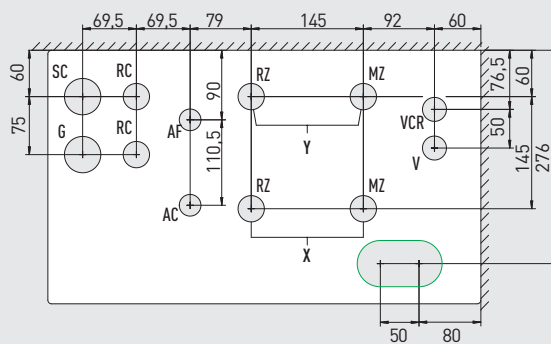 69,5 69,5 79 145 92 60
60 SC RC 90 RZ MZ 76,5 60
75 G RC AF Y VCR 50 145 276
V
110,5
AC RZ MZ
X
50 80